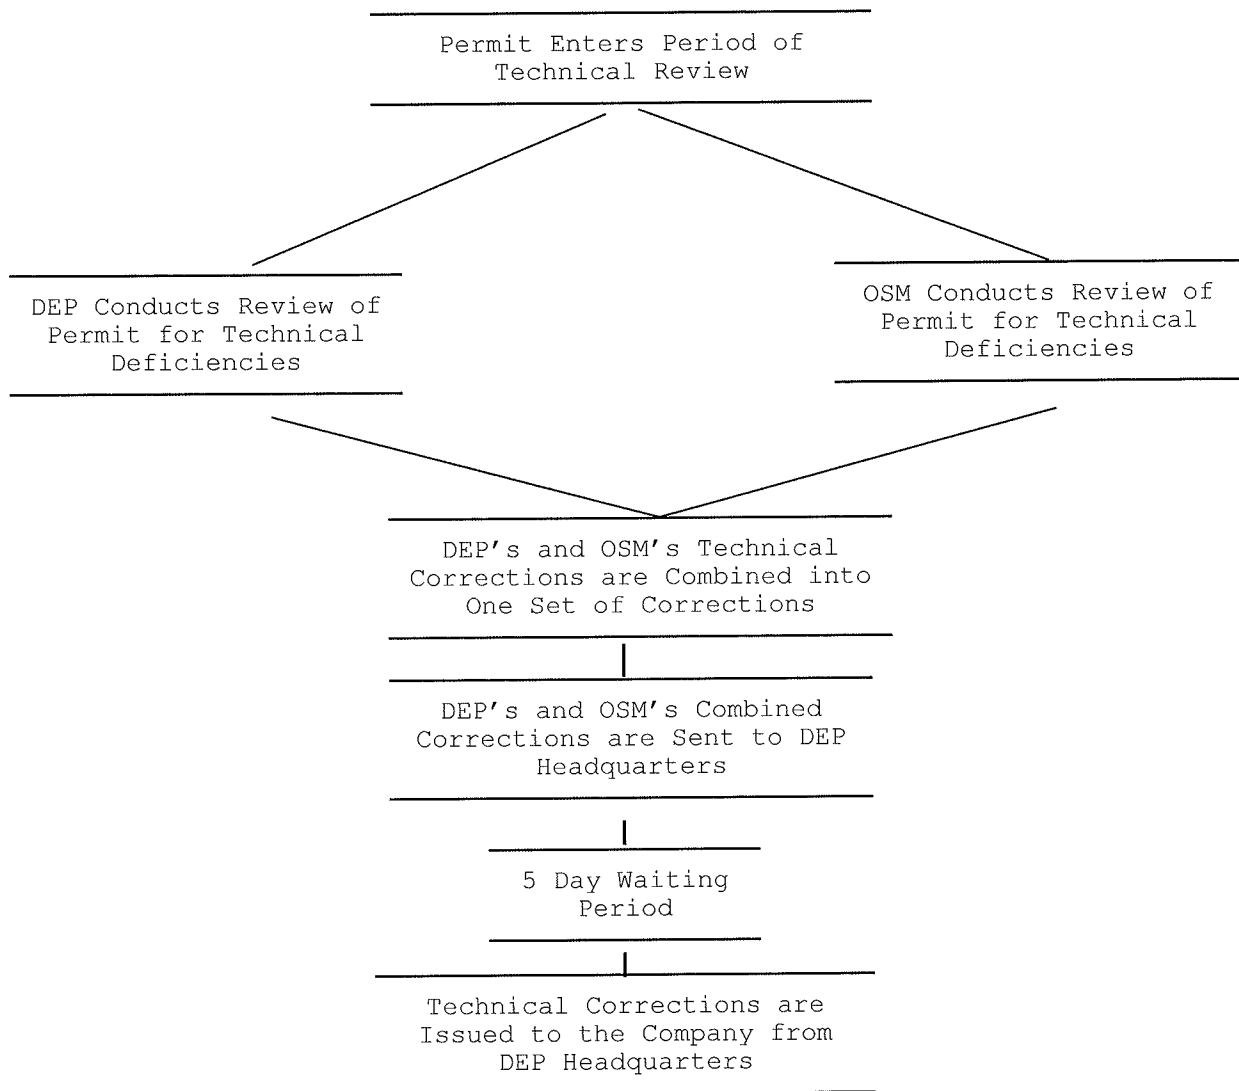 Permit Enters Period of
Technical Review
DEP Conducts Review of
Permit for Technical
Deficiencies
OSM Conducts Review of
Permit for Technical
Deficiencies
DEP's and OSM's Technical
Corrections are Combined into
One Set of Corrections
DEP's and OSM's Combined
Corrections are Sent to DEP
Headquarters
5 Day Waiting
Period
Technical Corrections are
Issued to the Company from
DEP Headquarters